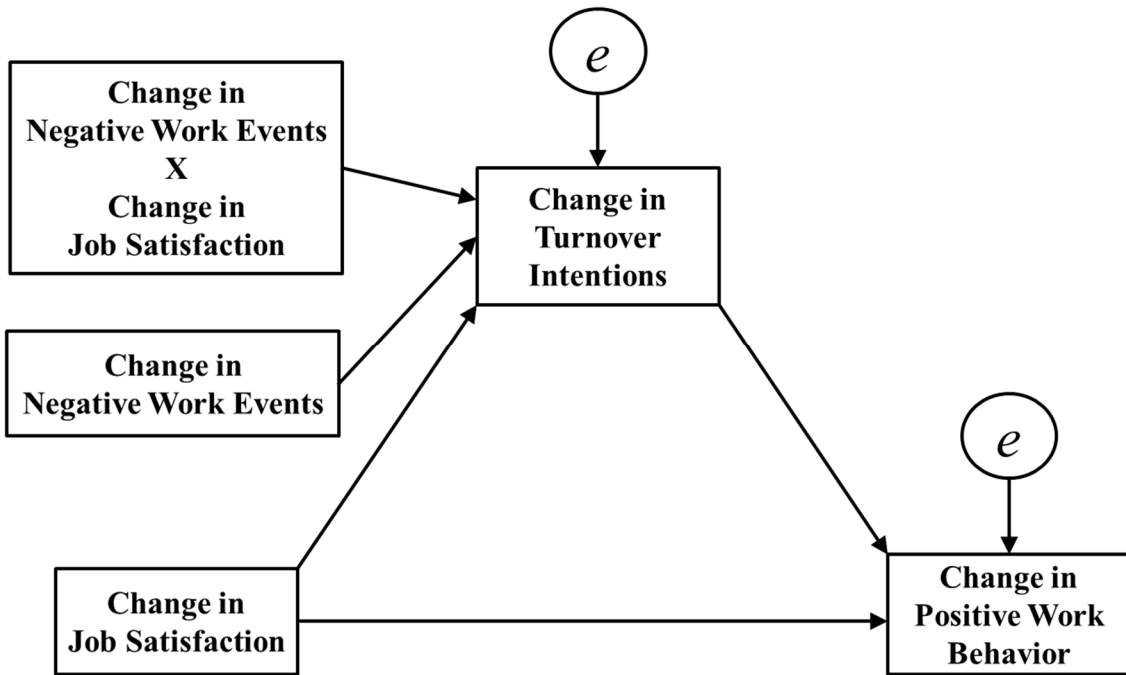 e
Change in
Negative Work Events
X
Change in
Job Satisfaction
Change in
Turnover
Intentions
Change in
Negative Work Events
e
Change in
Job Satisfaction
Change in
Positive Work
Behavior